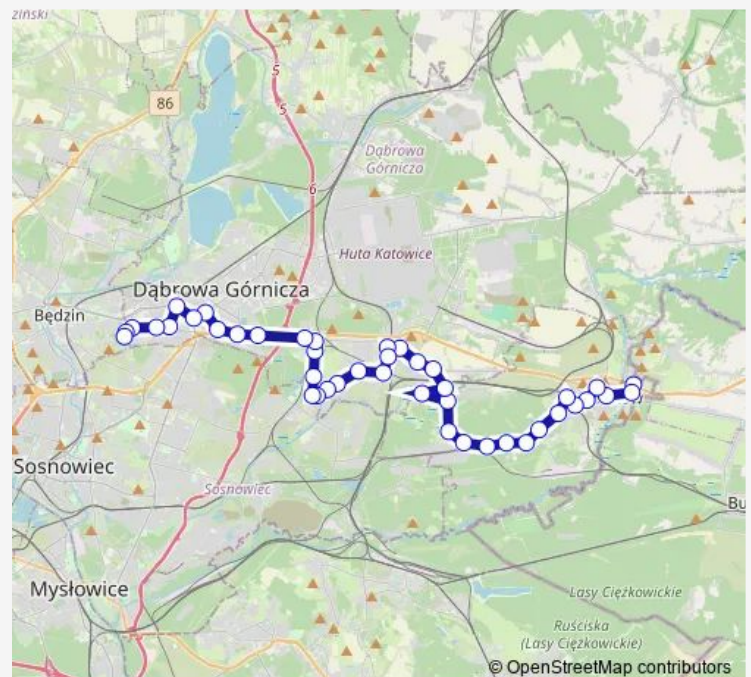 ziński
86
5
5
Dąbrowa
Górnicza
6
Huta Katowice
Dąbrowa Górnicza
Będzin
Sosnowiec
Sosnowiec
Bu
Mysłowice
Lasy Ciężkowickie
Ruściska
(Lasy Ciężkowickie)
© OpenStreetMap contributors